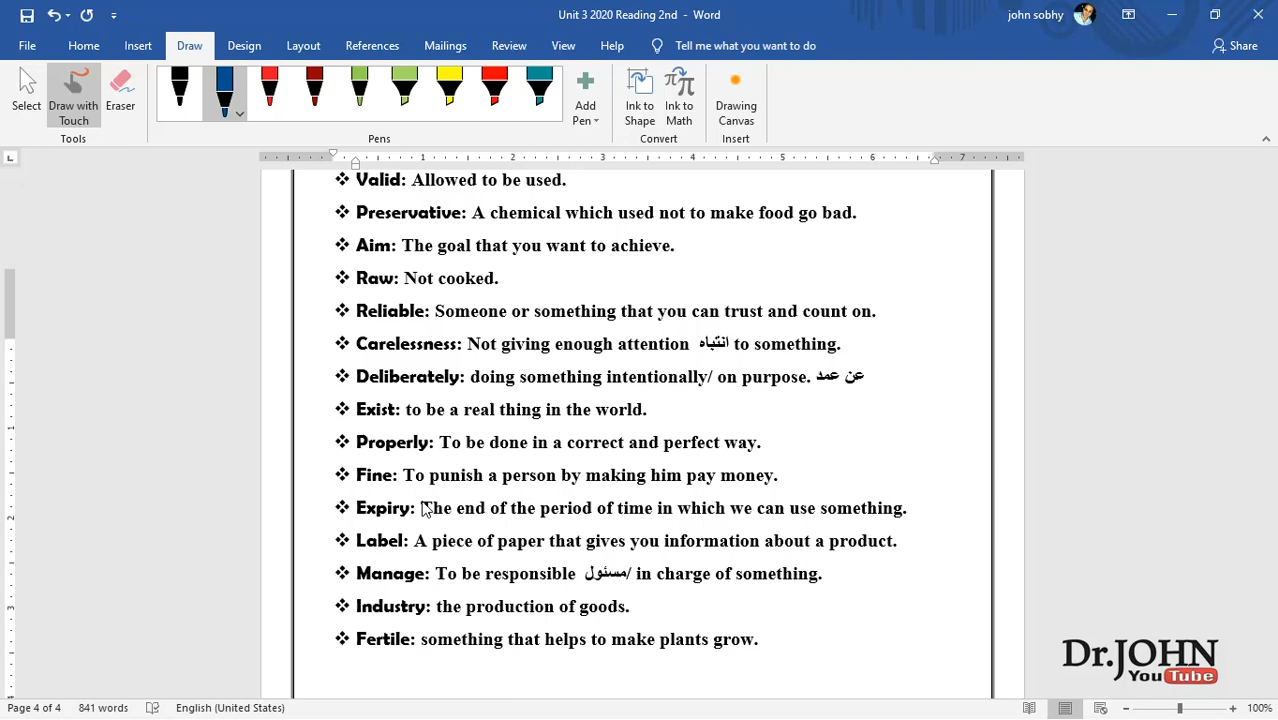 Unit 3 2020 Reading 2nd - Word
john sobhy
File Home Insert Draw Design Layout References Mailings Review View Help Tell me what you want to do Share
Select Draw with Touch Eraser Add Pen Ink to Shape Ink to Math Drawing Canvas
Tools Pens Convert Insert
1 2 3 4 5 6 7
❖ Valid: Allowed to be used.
❖ Preservative: A chemical which used not to make food go bad.
❖ Aim: The goal that you want to achieve.
❖ Raw: Not cooked.
❖ Reliable: Someone or something that you can trust and count on.
❖ Carelessness: Not giving enough attention انتباه to something.
❖ Deliberately: doing something intentionally/ on purpose. عن عمد
❖ Exist: to be a real thing in the world.
❖ Properly: To be done in a correct and perfect way.
❖ Fine: To punish a person by making him pay money.
❖ Expiry: The end of the period of time in which we can use something.
❖ Label: A piece of paper that gives you information about a product.
❖ Manage: To be responsible مسئول/ in charge of something.
❖ Industry: the production of goods.
❖ Fertile: something that helps to make plants grow.
Dr.JOHN
YouTube
Page 4 of 4 841 words English (United States) 100%